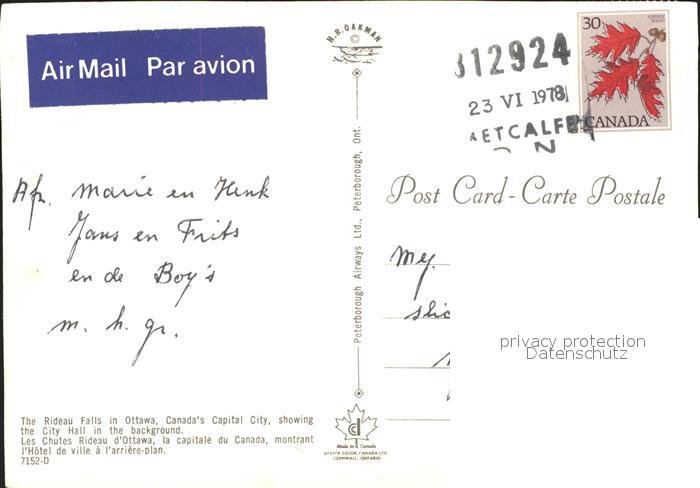 Air Mail Par avion
H.R. OAKMAN
©
312924
23 VI 1978
METCALFE
ON
30
POSTAGE
POSTES
CANADA
Post Card - Carte Postale
Afz. Marie en Henk
Jans en Frits
en de Boy's
m. h. gr.
Mej.
privacy protection
Datenschutz
Peterborough Airways Ltd., Peterborough, Ont.
The Rideau Falls in Ottawa, Canada's Capital City, showing
the City Hall in the background.
Les Chutes Rideau d'Ottawa, la capitale du Canada, montrant
l'Hôtel de ville à l'arrière-plan.
7152-D
Made in Canada
CORNWALL, ONTARIO